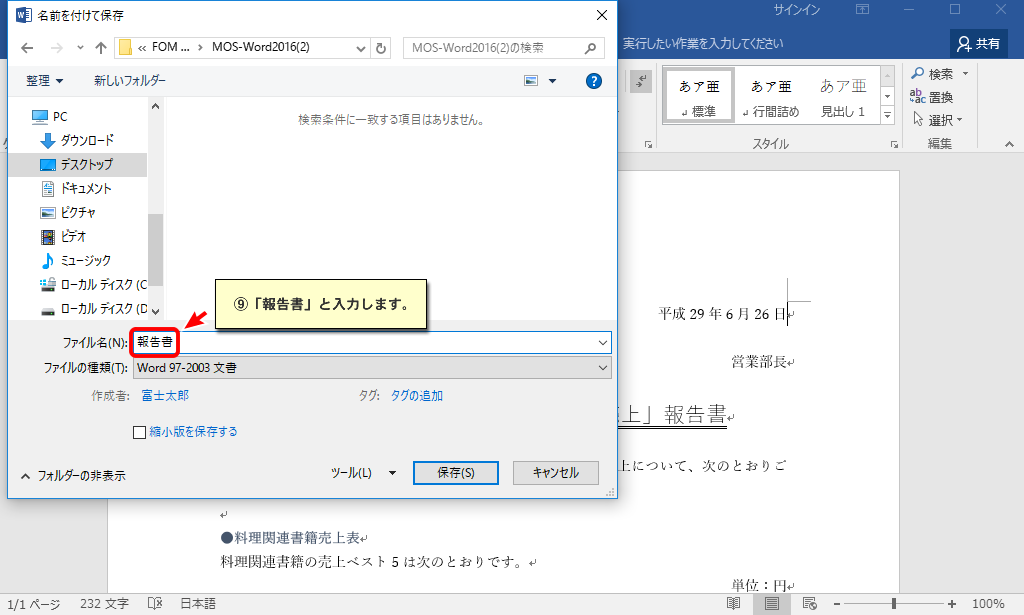 名前を付けて保存
サインイン
FOM ... › MOS-Word2016(2)
MOS-Word2016(2)の検索
実行したい作業を入力してください
共有
整理
新しいフォルダー
検索
置換
選択
編集
あア亜
標準
あア亜
行間詰め
あア亜
見出し 1
スタイル
検索条件に一致する項目はありません。
PC
ダウンロード
デスクトップ
ドキュメント
ピクチャ
ビデオ
ミュージック
ローカル ディスク (C
ローカル ディスク (D
⑨「報告書」と入力します。
ファイル名(N):
報告書
ファイルの種類(T):
Word 97-2003 文書
作成者:
富士太郎
タグ:
タグの追加
縮小版を保存する
フォルダーの非表示
ツール(L)
保存(S)
キャンセル
平成 29 年 6 月 26 日
営業部長
上」報告書
上について、次のとおりご
●料理関連書籍売上表
料理関連書籍の売上ベスト 5 は次のとおりです。
単位：円
1/1 ページ
232 文字
日本語
100%